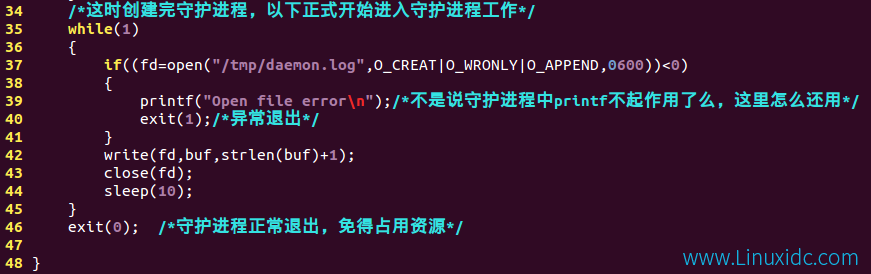 34 /*这时创建完守护进程，以下正式开始进入守护进程工作*/
35 while(1)
36 {
37 if((fd=open("/tmp/daemon.log",O_CREAT|O_WRONLY|O_APPEND,0600))<0)
38 {
39 printf("Open file error\n");/*不是说守护进程中printf不起作用了么，这里怎么还用*/
40 exit(1);/*异常退出*/
41 }
42 write(fd,buf,strlen(buf)+1);
43 close(fd);
44 sleep(10);
45 }
46 exit(0); /*守护进程正常退出，免得占用资源*/
47
48 }
www.Linuxidc.com